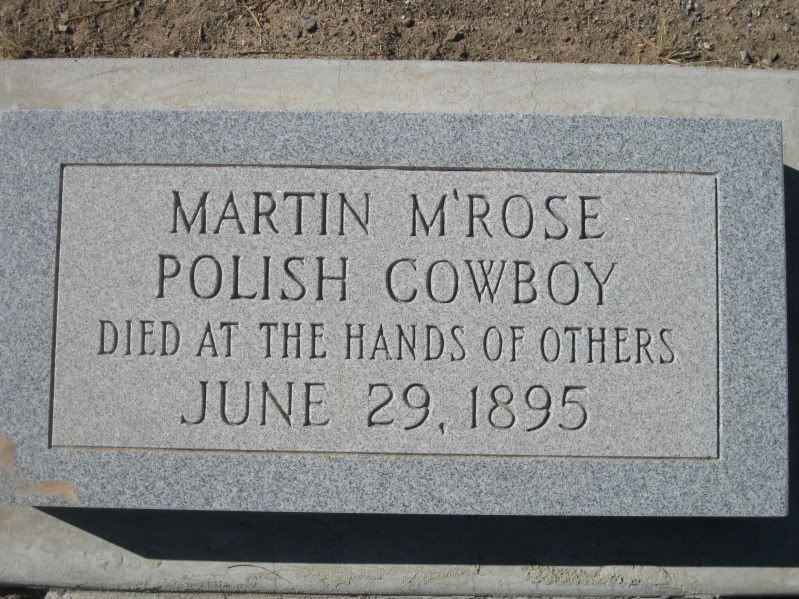 MARTIN M'ROSE
POLISH COWBOY
DIED AT THE HANDS OF OTHERS
JUNE 29, 1895